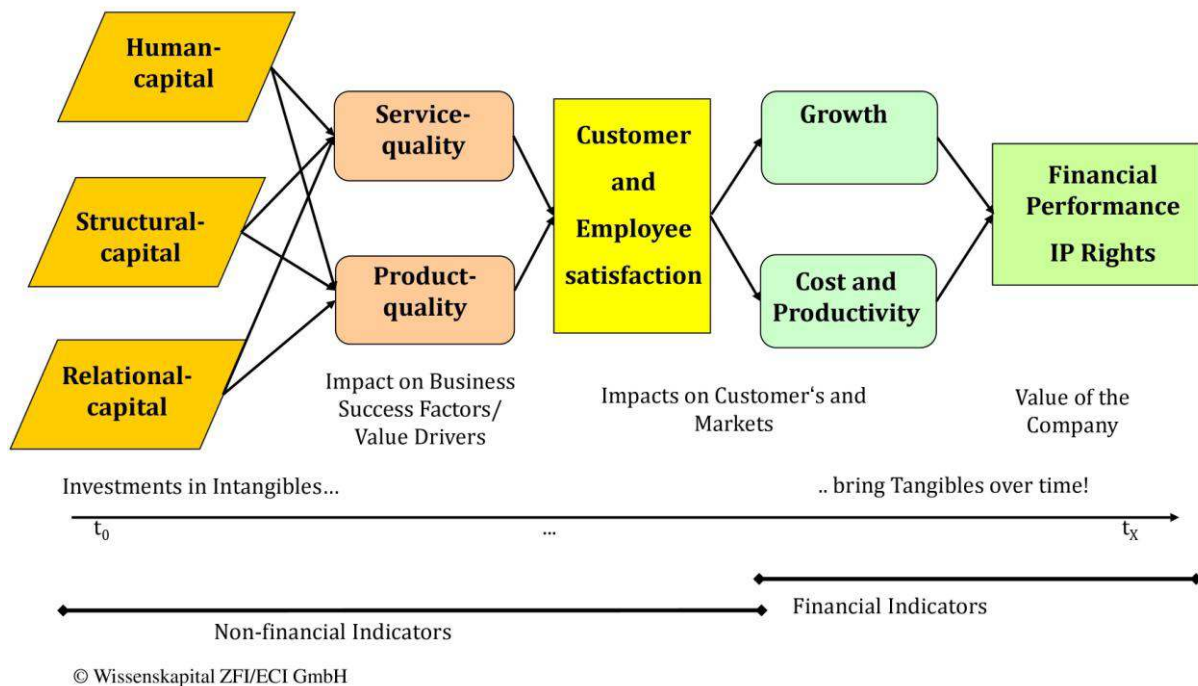 Human-
capital
Structural-
capital
Relational-
capital
Service-
quality
Product-
quality
Customer
and
Employee
satisfaction
Growth
Cost and
Productivity
Financial
Performance
IP Rights
Impact on Business
Success Factors/
Value Drivers
Impacts on Customer‘s and
Markets
Value of the
Company
Investments in Intangibles…
.. bring Tangibles over time!
t₀
...
tₓ
Financial Indicators
Non-financial Indicators
© Wissenskapital ZFI/ECI GmbH